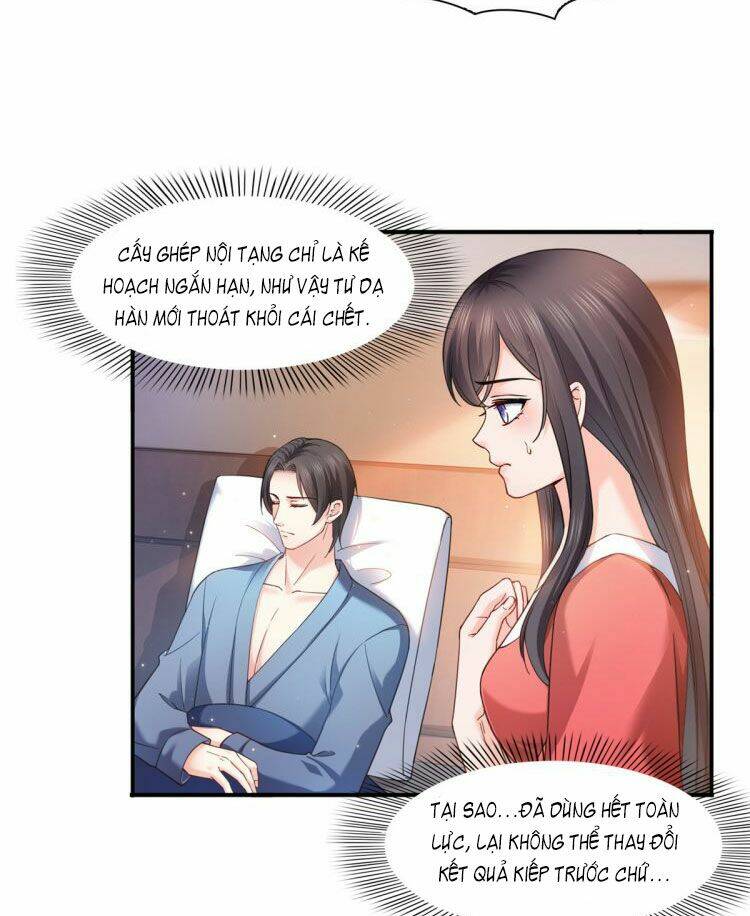 CẤY GHÉP NỘI TẠNG CHỈ LÀ KẾ
HOẠCH NGẮN HẠN, NHƯ VẬY TƯ DẠ
HÀN MỚI THOÁT KHỎI CÁI CHẾT.
TẠI SAO...ĐÃ DÙNG HẾT TOÀN
LỰC, LẠI KHÔNG THỂ THAY ĐỔI
KẾT QUẢ KIẾP TRƯỚC CHỨ...